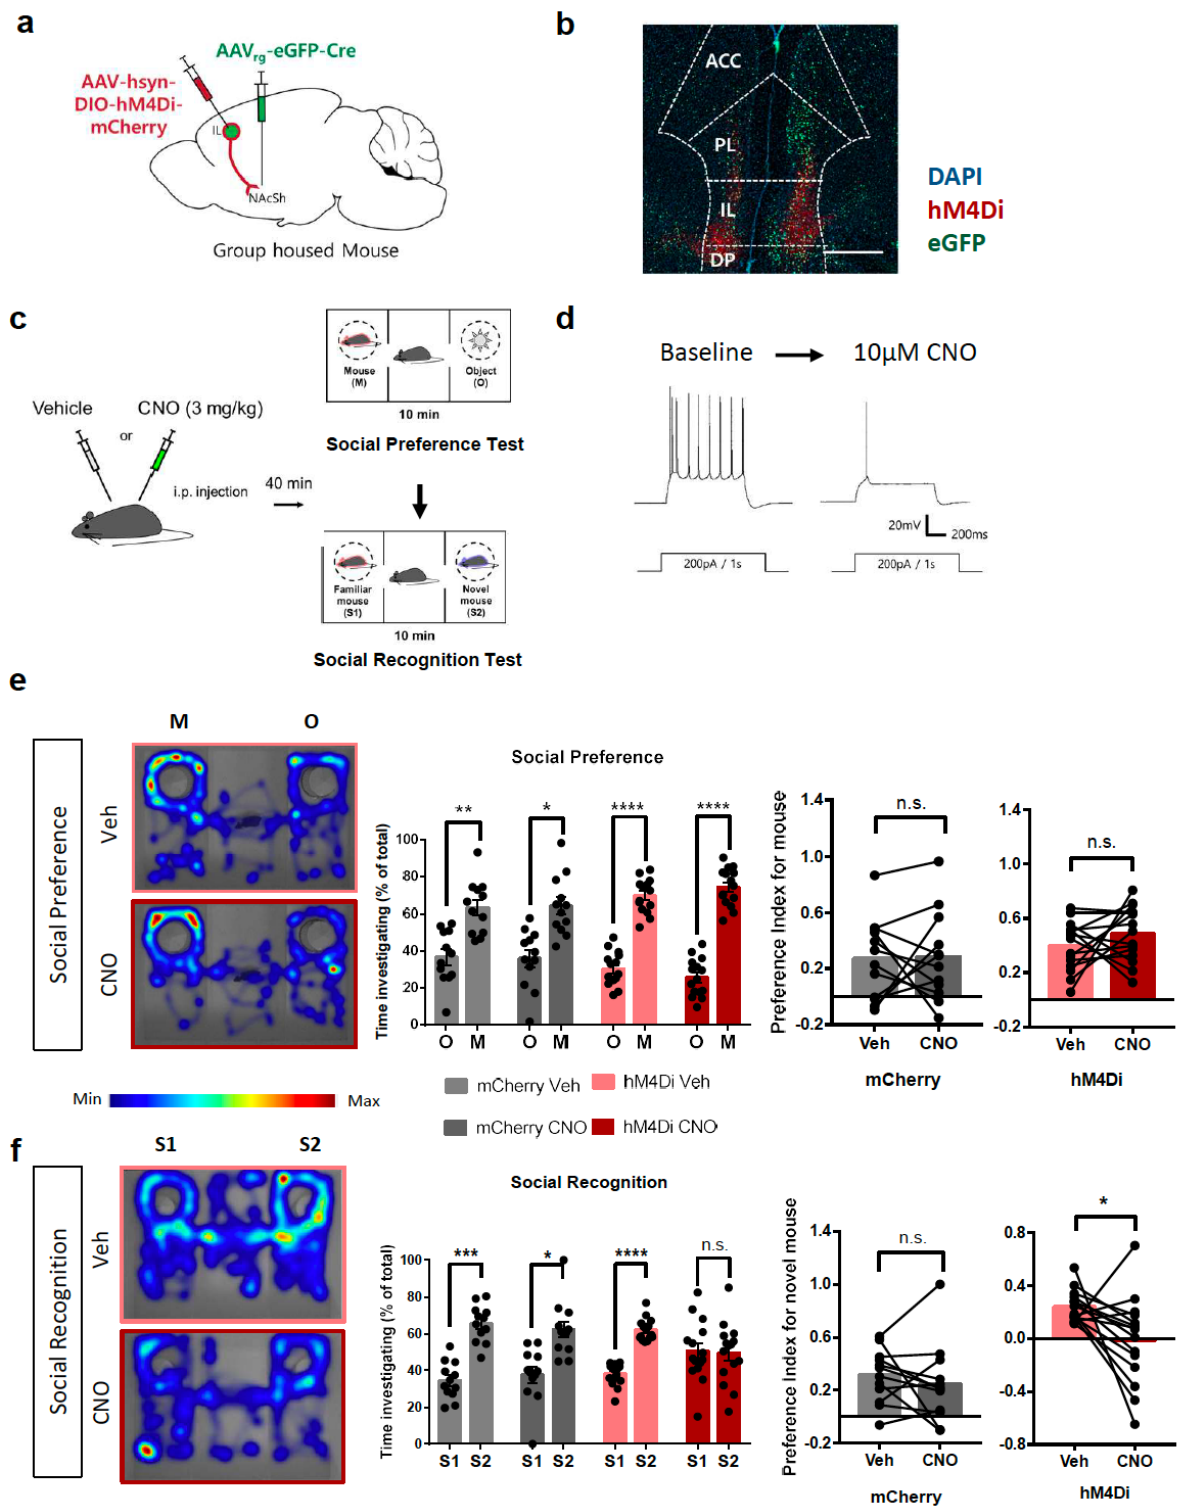 a
AAVrg-eGFP-Cre
AAV-hsyn-
DIO-hM4Di-
mCherry
IL
NAcSh
Group housed Mouse
b
ACC
PL
IL
DP
DAPI
hM4Di
eGFP
c
Vehicle
CNO (3 mg/kg)
or
i.p. injection
40 min
Mouse
(M)
Object
(O)
10 min
Social Preference Test
Familiar
mouse
(S1)
Novel
mouse
(S2)
10 min
Social Recognition Test
d
Baseline
10µM CNO
20mV
200ms
200pA / 1s
200pA / 1s
e
Social Preference
M
O
Veh
CNO
Min
Max
Social Preference
Time investigating (% of total)
100
80
60
40
20
0
**
*
****
****
O
M
O
M
O
M
O
M
mCherry Veh
hM4Di Veh
mCherry CNO
hM4Di CNO
Preference Index for mouse
1.4
1.0
0.6
0.2
-0.2
n.s.
Veh
CNO
mCherry
1.4
1.0
0.6
0.2
-0.2
n.s.
Veh
CNO
hM4Di
f
Social Recognition
S1
S2
Veh
CNO
Social Recognition
Time investigating (% of total)
100
80
60
40
20
0
***
*
****
n.s.
S1
S2
S1
S2
S1
S2
S1
S2
Preference Index for novel mouse
1.4
1.0
0.6
0.2
-0.2
n.s.
Veh
CNO
mCherry
0.8
0.4
0.0
-0.4
-0.8
*
Veh
CNO
hM4Di